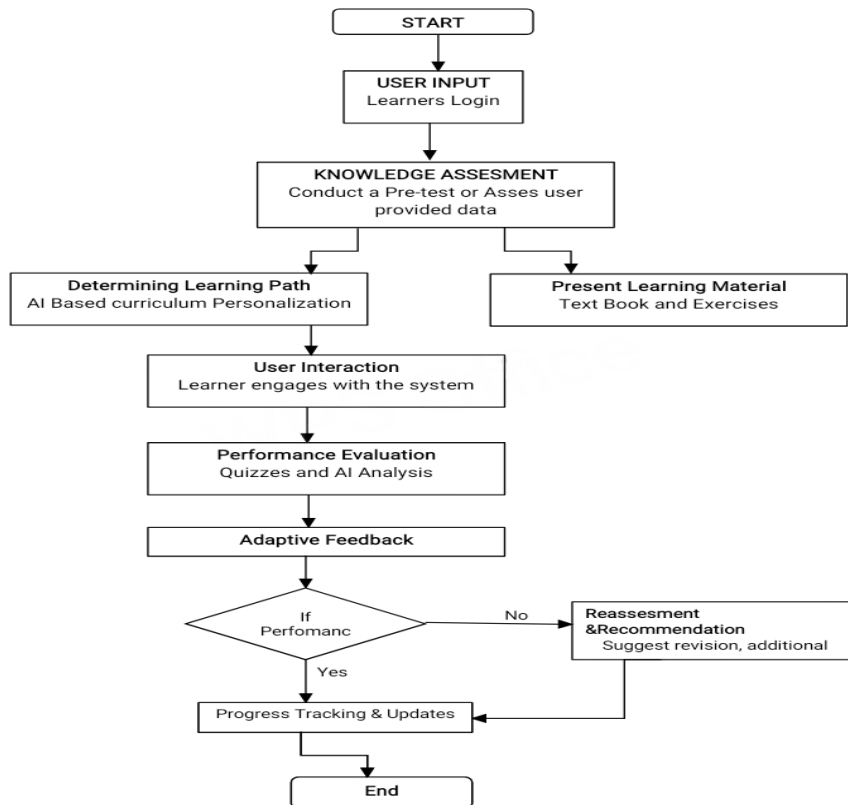 START
USER INPUT
Learners Login
KNOWLEDGE ASSESMENT
Conduct a Pre-test or Asses user
provided data
Determining Learning Path
AI Based curriculum Personalization
Present Learning Material
Text Book and Exercises
User Interaction
Learner engages with the system
Performance Evaluation
Quizzes and AI Analysis
Adaptive Feedback
If
Perfomanc
No
Reassesment
&Recommendation
Suggest revision, additional
Yes
Progress Tracking & Updates
End